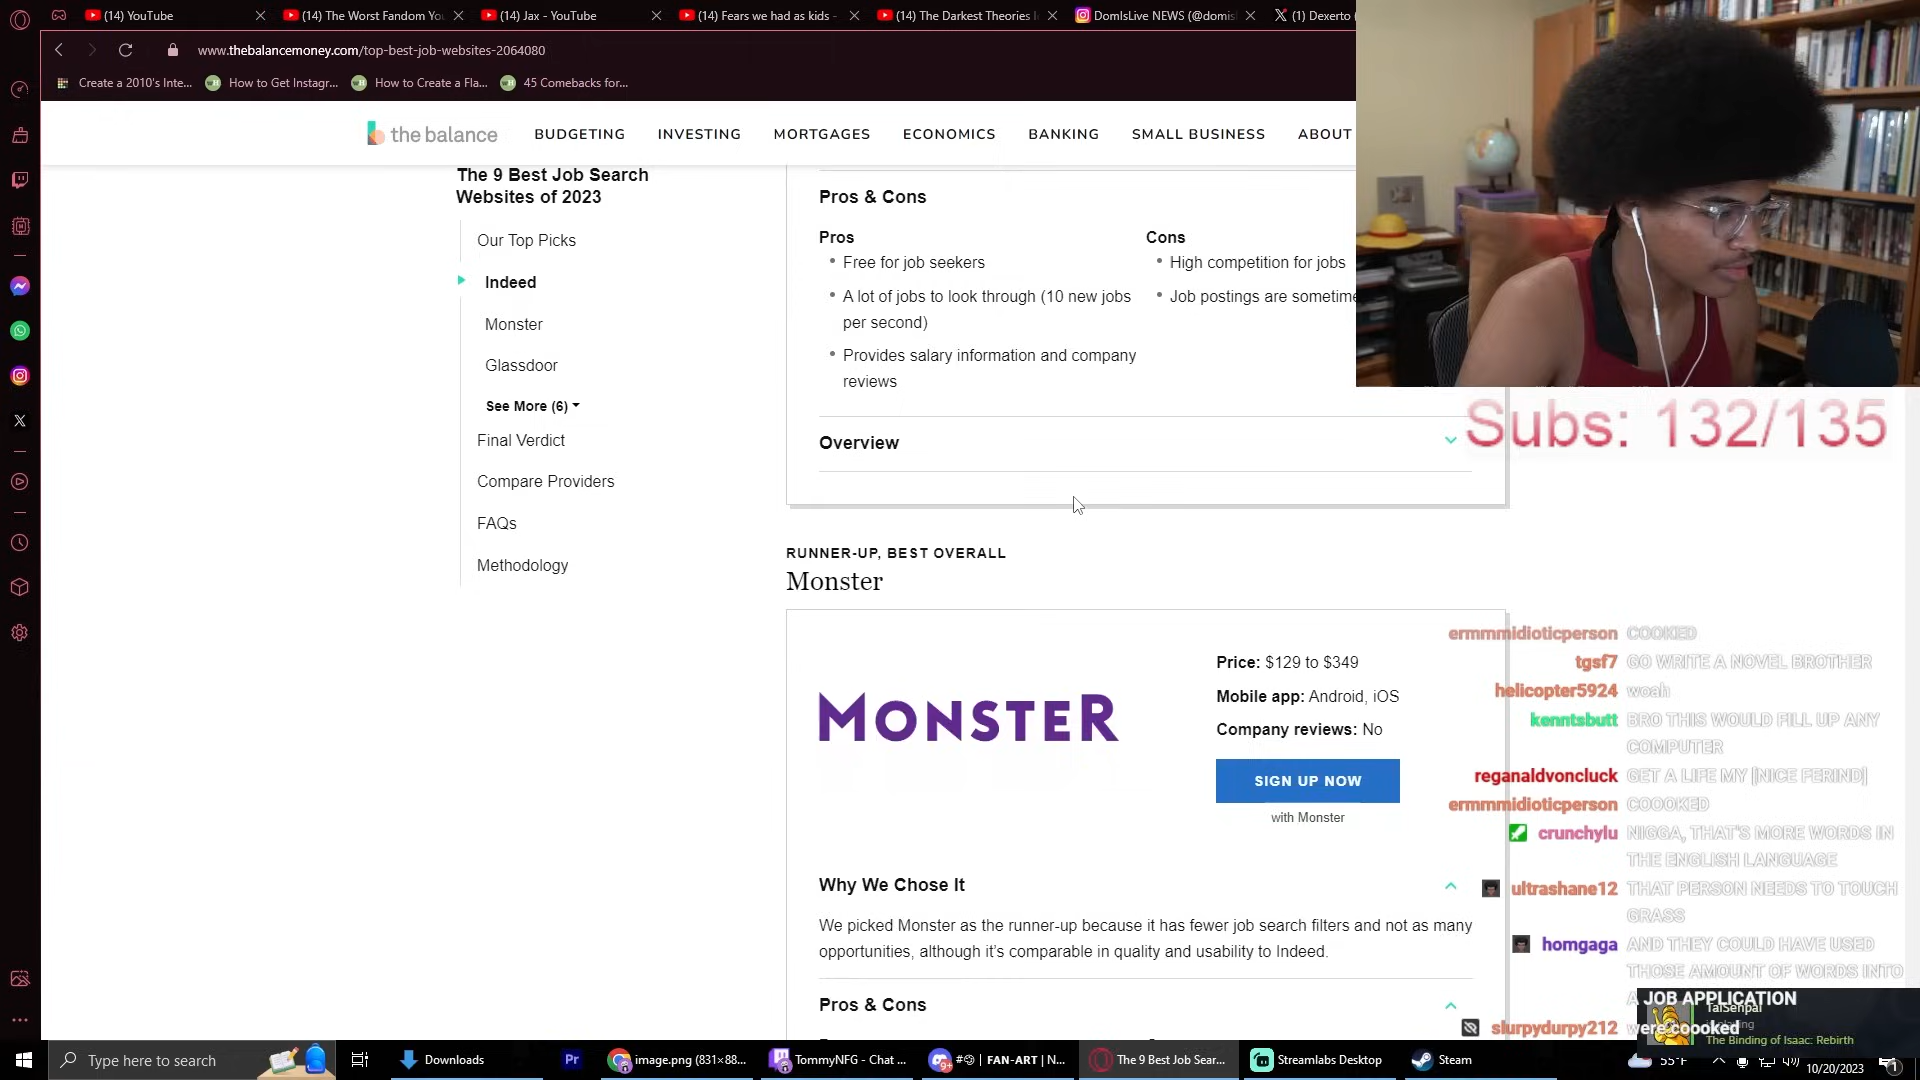 (14) YouTube
(14) The Worst Fandom Yo
(14) Jax - YouTube
(14) Fears we had as kids -
(14) The Darkest Theories I
DomIsLive NEWS (@domis
(1) Dexerto (
www.thebalancemoney.com/top-best-job-websites-2064080
Create a 2010's Inte...
How to Get Instagr...
How to Create a Fla...
45 Comebacks for...
the balance
BUDGETING
INVESTING
MORTGAGES
ECONOMICS
BANKING
SMALL BUSINESS
ABOUT
The 9 Best Job Search
Websites of 2023
Our Top Picks
Indeed
Monster
Glassdoor
See More (6)
Final Verdict
Compare Providers
FAQs
Methodology
Pros & Cons
Pros
Free for job seekers
A lot of jobs to look through (10 new jobs
per second)
Provides salary information and company
reviews
Cons
High competition for jobs
Job postings are sometime
Overview
Subs: 132/135
RUNNER-UP, BEST OVERALL
Monster
MONSTER
Price: $129 to $349
Mobile app: Android, iOS
Company reviews: No
SIGN UP NOW
with Monster
Why We Chose It
We picked Monster as the runner-up because it has fewer job search filters and not as many
opportunities, although it's comparable in quality and usability to Indeed.
Pros & Cons
ermmmidioticperson COOKED
tgsf7 GO WRITE A NOVEL BROTHER
helicopter5924 woah
kenntsbutt BRO THIS WOULD FILL UP ANY
COMPUTER
reganaldvoncluck GET A LIFE MY [NICE FERIND]
ermmmidioticperson COOOKED
crunchylu NIGGA, THAT'S MORE WORDS IN
THE ENGLISH LANGUAGE
ultrashane12 THAT PERSON NEEDS TO TOUCH
GRASS
homgaga AND THEY COULD HAVE USED
THOSE AMOUNT OF WORDS INTO
A JOB APPLICATION
slurpydurpy212 were coooked
TaiSenpai
The Binding of Isaac: Rebirth
Type here to search
Downloads
Pr
image.png (831×88...
TommyNFG - Chat ...
9+
FAN-ART | N...
The 9 Best Job Sear...
Streamlabs Desktop
Steam
55°F
10/20/2023
1